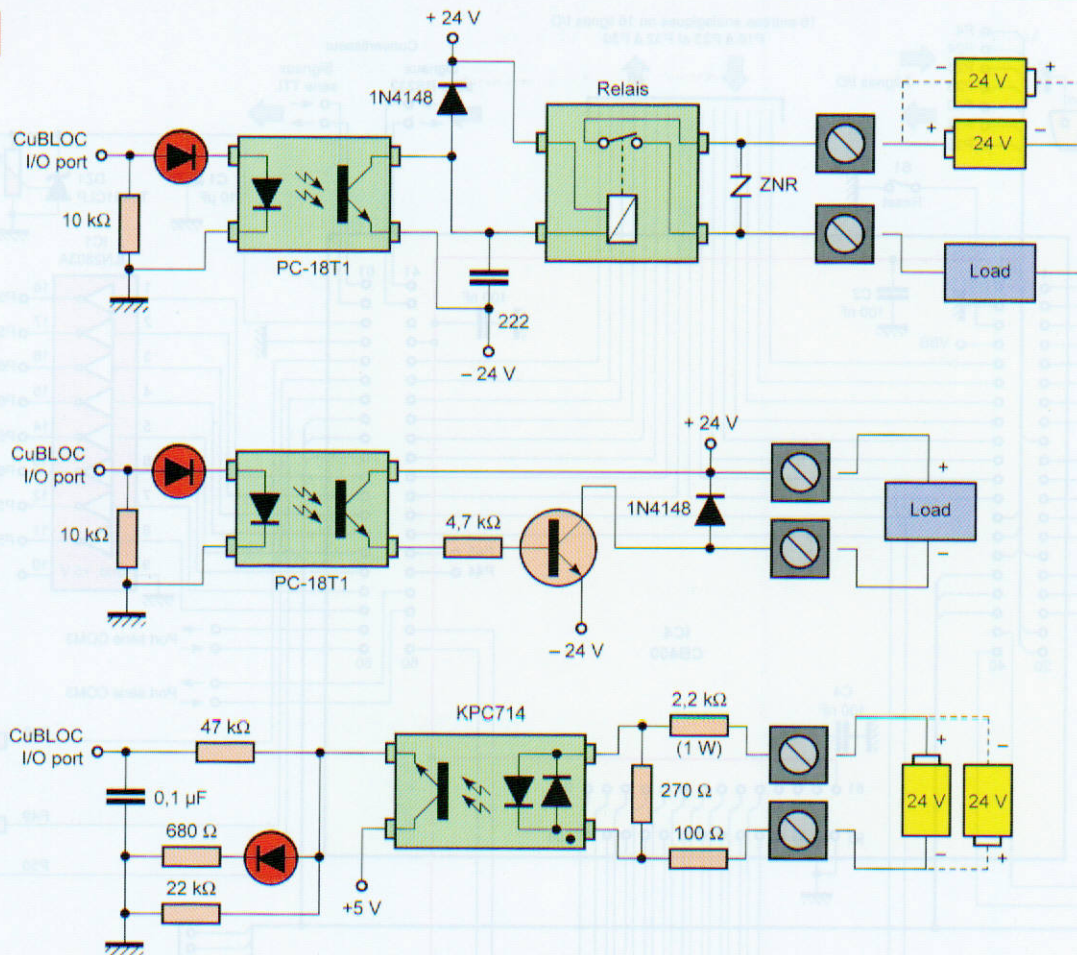 + 24 V
1N4148
Relais
CuBLOC
I/O port
10 kΩ
PC-18T1
222
– 24 V
ZNR
–
24 V
+
+
24 V
–
Load
CuBLOC
I/O port
10 kΩ
PC-18T1
4,7 kΩ
– 24 V
+ 24 V
1N4148
+
Load
–
CuBLOC
I/O port
47 kΩ
0,1 µF
680 Ω
22 kΩ
+5 V
KPC714
2,2 kΩ
(1 W)
270 Ω
100 Ω
+
–
24 V
24 V
–
+